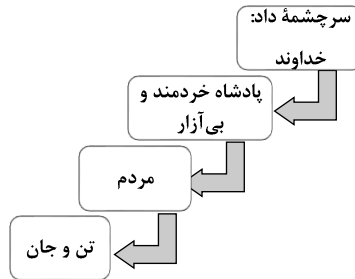 سرچشمهٔ داد:
خداوند
پادشاه خردمند و
بی‌آزار
مردم
تن و جان